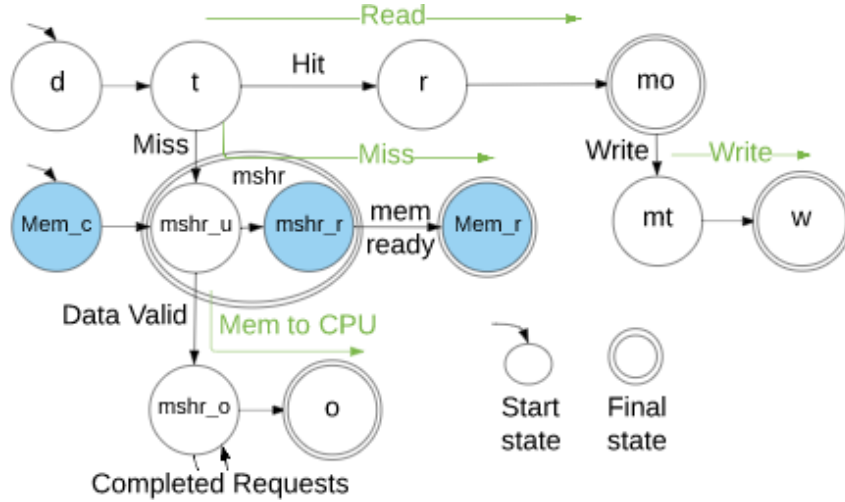 Read
d
t
Hit
r
mo
Miss
Miss
Write
Write
mshr
Mem_c
mshr_u
mshr_r
mem
ready
Mem_r
mt
w
Data Valid
Mem to CPU
mshr_o
o
Start
state
Final
state
Completed Requests